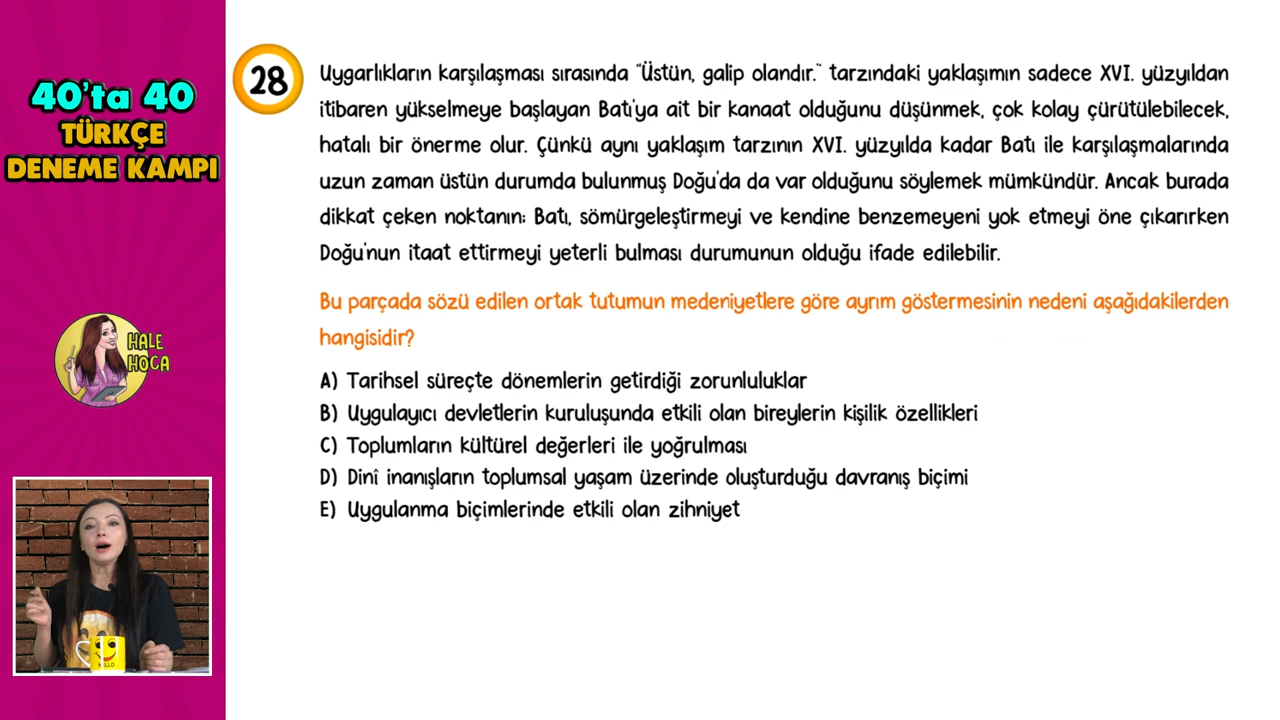 40'ta 40
TÜRKÇE
DENEME KAMPI
HALE
HOCA
HELLO
28
Uygarlıkların karşılaşması sırasında "Üstün, galip olandır." tarzındaki yaklaşımın sadece XVI. yüzyıldan
itibaren yükselmeye başlayan Batı'ya ait bir kanaat olduğunu düşünmek, çok kolay çürütülebilecek,
hatalı bir önerme olur. Çünkü aynı yaklaşım tarzının XVI. yüzyılda kadar Batı ile karşılaşmalarında
uzun zaman üstün durumda bulunmuş Doğu'da da var olduğunu söylemek mümkündür. Ancak burada
dikkat çeken noktanın; Batı, sömürgeleştirmeyi ve kendine benzemeyeni yok etmeyi öne çıkarırken
Doğu'nun itaat ettirmeyi yeterli bulması durumunun olduğu ifade edilebilir.
Bu parçada sözü edilen ortak tutumun medeniyetlere göre ayrım göstermesinin nedeni aşağıdakilerden
hangisidir?
A) Tarihsel süreçte dönemlerin getirdiği zorunluluklar
B) Uygulayıcı devletlerin kuruluşunda etkili olan bireylerin kişilik özellikleri
C) Toplumların kültürel değerleri ile yoğrulması
D) Dinî inanışların toplumsal yaşam üzerinde oluşturduğu davranış biçimi
E) Uygulanma biçimlerinde etkili olan zihniyet